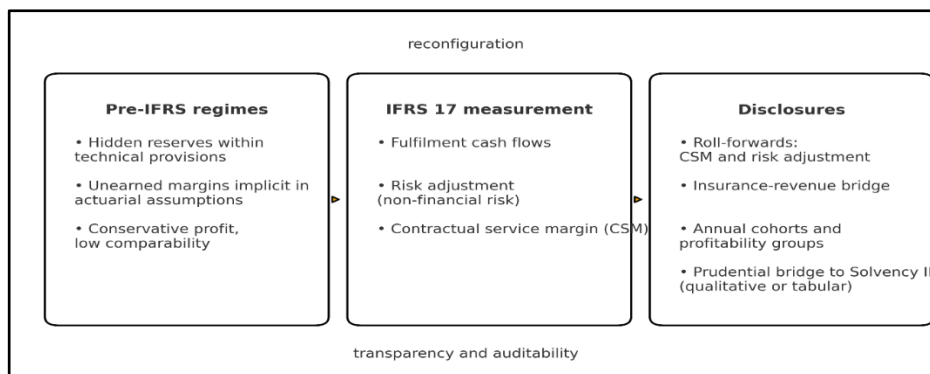 reconfiguration
Pre-IFRS regimes
• Hidden reserves within
technical provisions
• Unearned margins implicit in
actuarial assumptions
• Conservative profit,
low comparability
IFRS 17 measurement
• Fulfilment cash flows
• Risk adjustment
(non-financial risk)
• Contractual service margin (CSM)
Disclosures
• Roll-forwards:
CSM and risk adjustment
• Insurance-revenue bridge
• Annual cohorts and
profitability groups
• Prudential bridge to Solvency II
(qualitative or tabular)
transparency and auditability